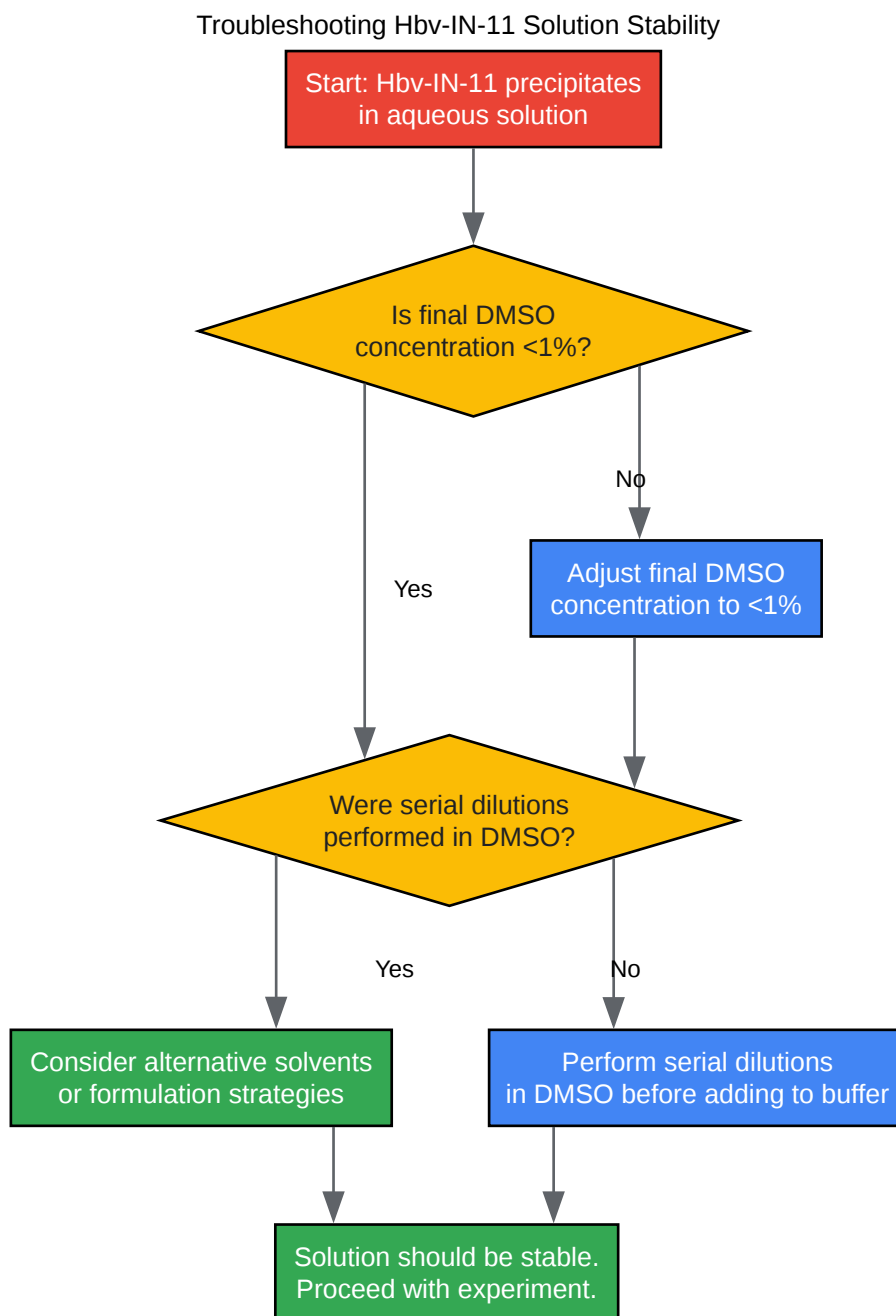 Troubleshooting Hbv-IN-11 Solution Stability
Start: Hbv-IN-11 precipitates
in aqueous solution
Is final DMSO
concentration <1%?
No
Adjust final DMSO
concentration to <1%
Yes
Were serial dilutions
performed in DMSO?
Yes
No
Consider alternative solvents
or formulation strategies
Perform serial dilutions
in DMSO before adding to buffer
Solution should be stable.
Proceed with experiment.